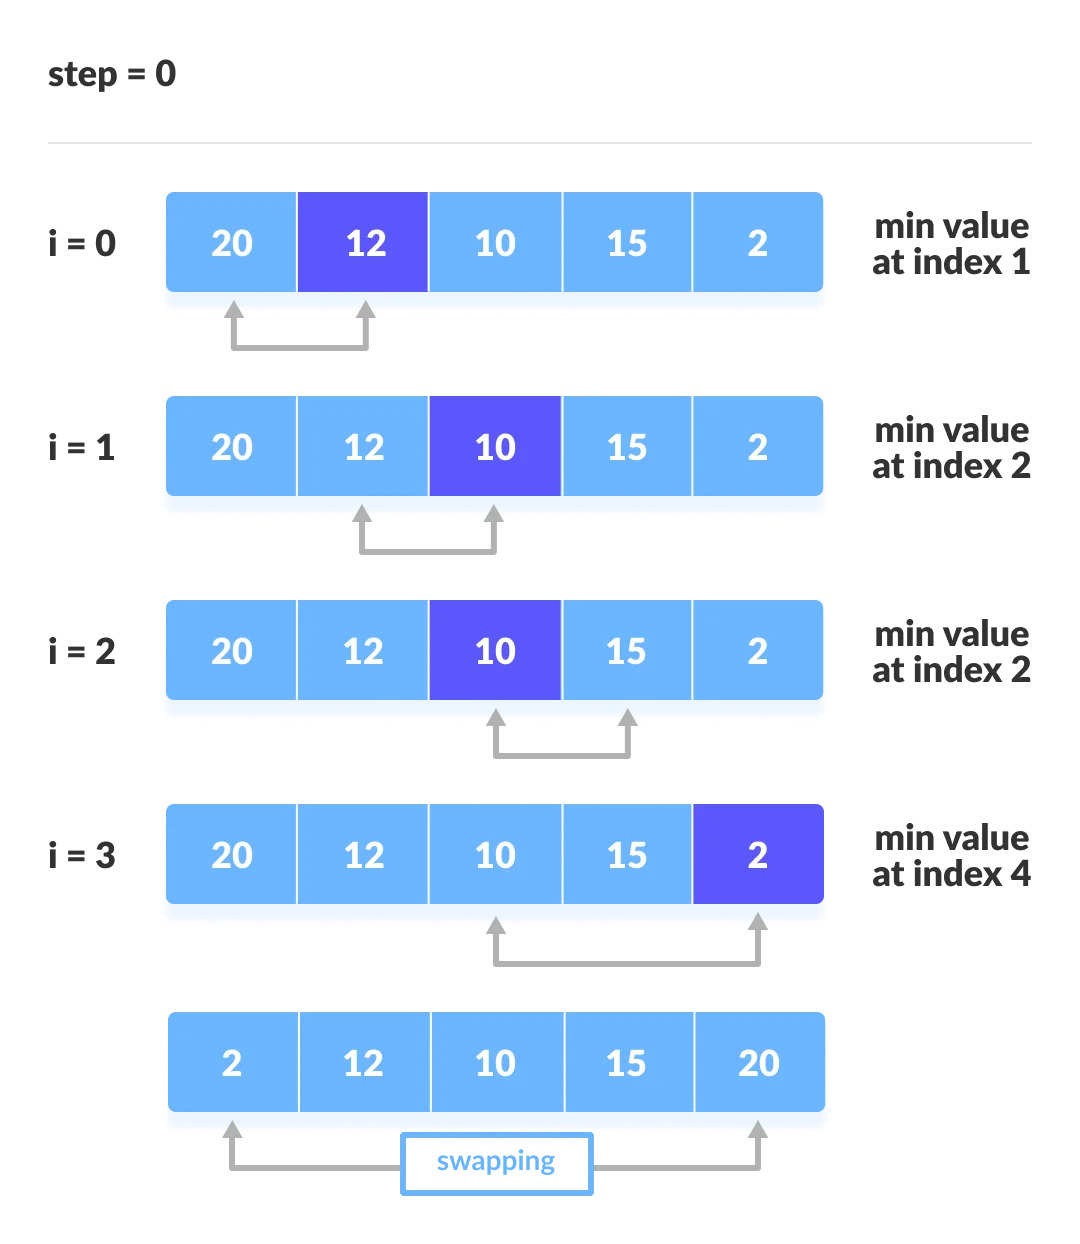 step = 0
i = 0 20 12 10 15 2 min value
at index 1
i = 1 20 12 10 15 2 min value
at index 2
i = 2 20 12 10 15 2 min value
at index 2
i = 3 20 12 10 15 2 min value
at index 4
2 12 10 15 20
swapping